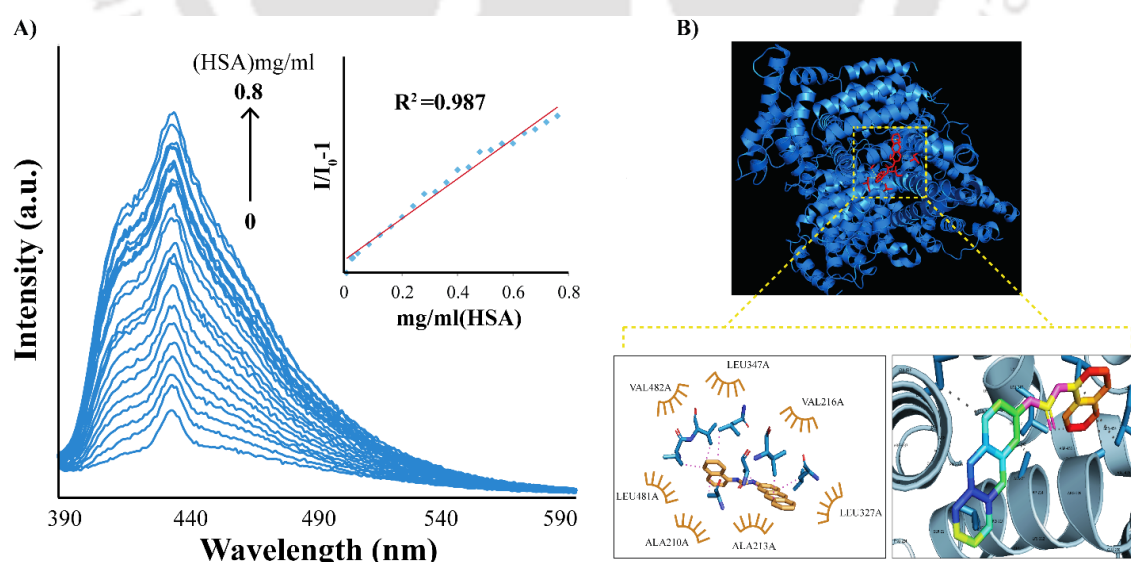 A)
(HSA)mg/ml
0.8
0
Intensity (a.u.)
390
440
490
540
590
Wavelength (nm)
R² =0.987
I/I₀-1
0
0.2
0.4
0.6
0.8
mg/ml(HSA)
B)
LEU347A
VAL482A
VAL216A
LEU481A
LEU327A
ALA210A
ALA213A